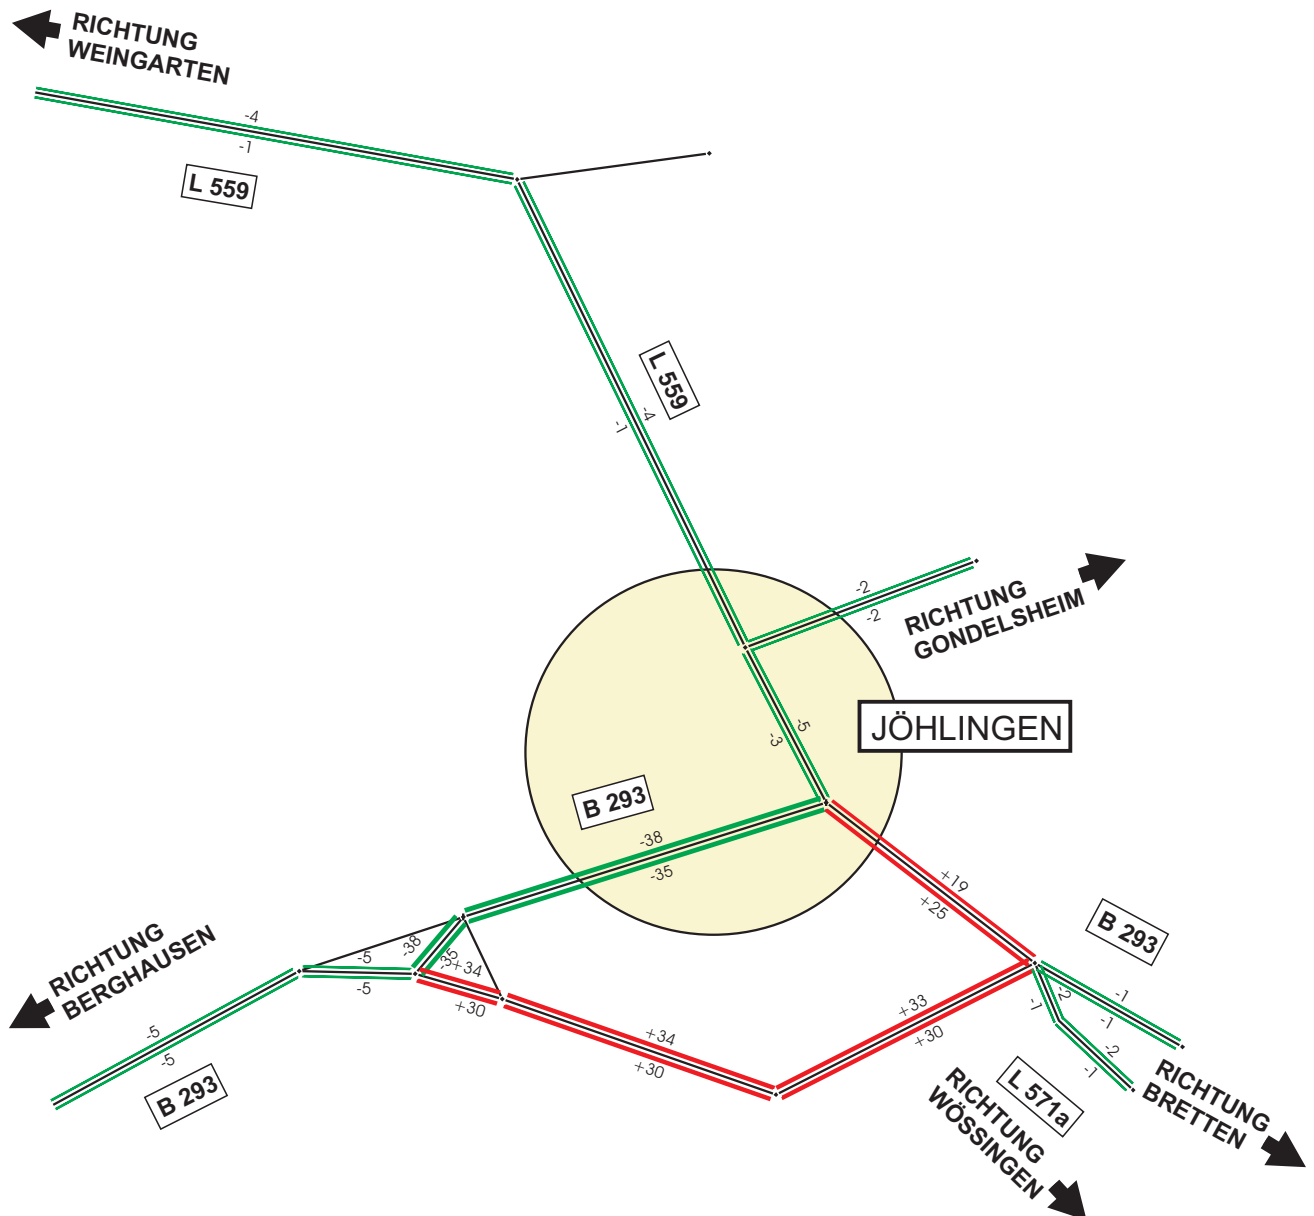 RICHTUNG
WEINGARTEN
-4
-1
L 559
L 559
-4
-1
-2
-2
RICHTUNG
GONDELSHEIM
JÖHLINGEN
-5
-3
B 293
-38
-35
+19
+25
B 293
RICHTUNG
BERGHAUSEN
-5
-5
-38
-35
+34
+30
-5
-5
B 293
+34
+30
+33
+30
-1
-1
-2
-1
-2
-1
L 571a
RICHTUNG
WÖSSINGEN
RICHTUNG
BRETTEN